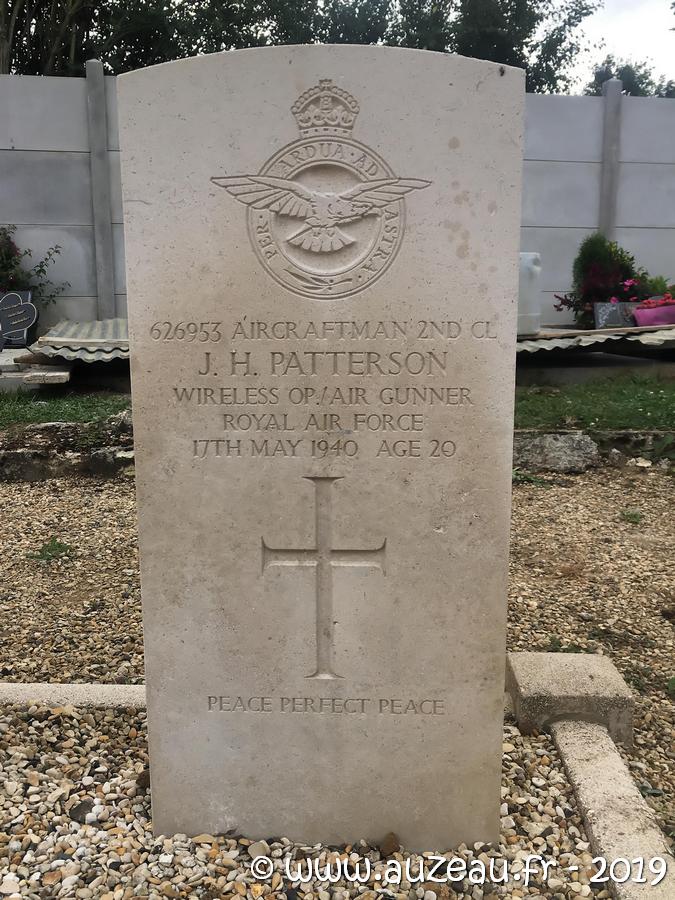 PER · ARDUA · AD ASTRA
626953 AIRCRAFTMAN 2ND CL
J. H. PATTERSON
WIRELESS OP./AIR GUNNER
ROYAL AIR FORCE
17TH MAY 1940 AGE 20
PEACE PERFECT PEACE
© www.auzeau.fr - 2019